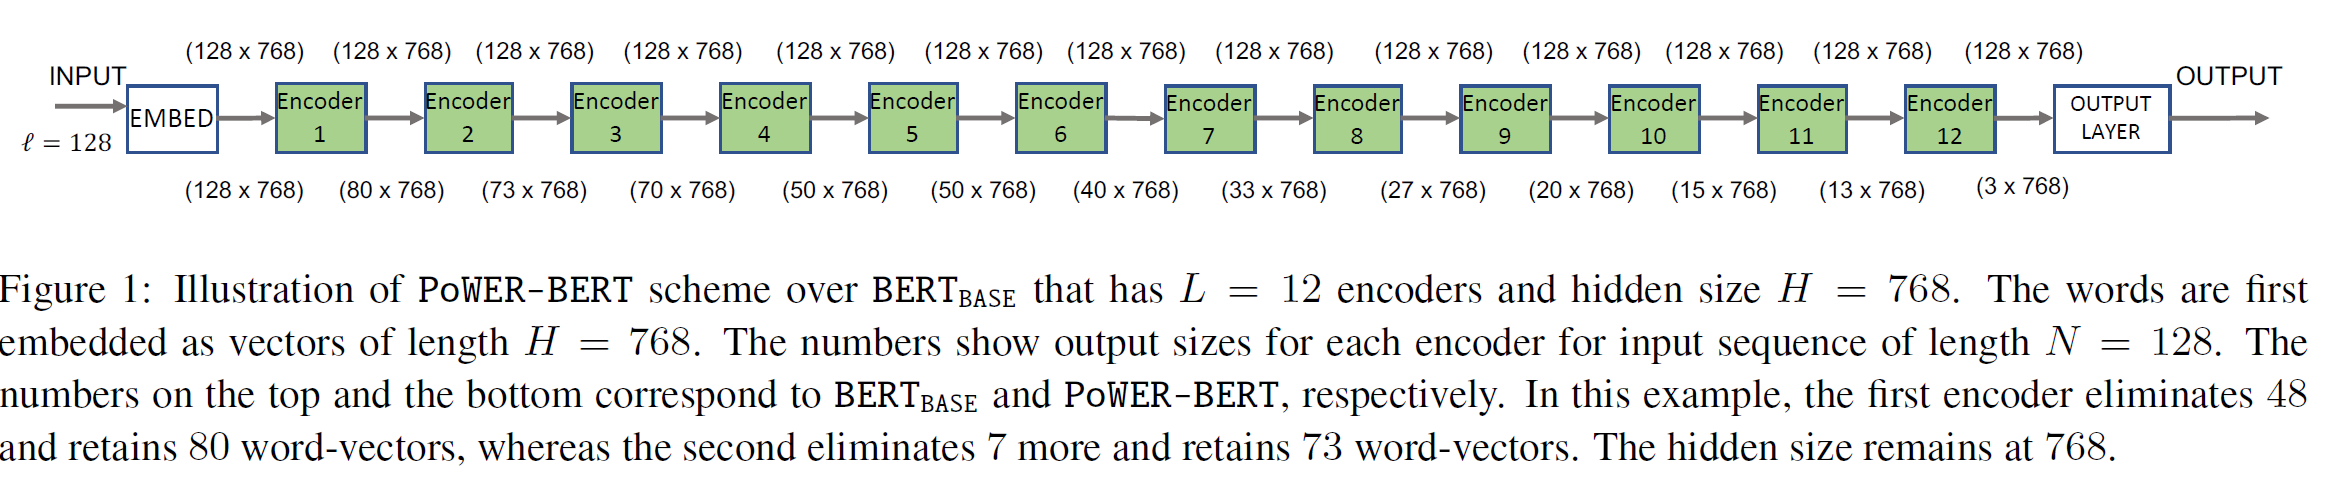 (128 x 768) (128 x 768) (128 x 768) (128 x 768) (128 x 768) (128 x 768) (128 x 768) (128 x 768) (128 x 768) (128 x 768) (128 x 768) (128 x 768) (128 x 768)
INPUT
ℓ = 128
EMBED
Encoder
1
Encoder
2
Encoder
3
Encoder
4
Encoder
5
Encoder
6
Encoder
7
Encoder
8
Encoder
9
Encoder
10
Encoder
11
Encoder
12
OUTPUT
LAYER
OUTPUT
(128 x 768) (80 x 768) (73 x 768) (70 x 768) (50 x 768) (50 x 768) (40 x 768) (33 x 768) (27 x 768) (20 x 768) (15 x 768) (13 x 768) (3 x 768)
Figure 1: Illustration of PoWER-BERT scheme over BERT_BASE that has L = 12 encoders and hidden size H = 768. The words are first
embedded as vectors of length H = 768. The numbers show output sizes for each encoder for input sequence of length N = 128. The
numbers on the top and the bottom correspond to BERT_BASE and PoWER-BERT, respectively. In this example, the first encoder eliminates 48
and retains 80 word-vectors, whereas the second eliminates 7 more and retains 73 word-vectors. The hidden size remains at 768.